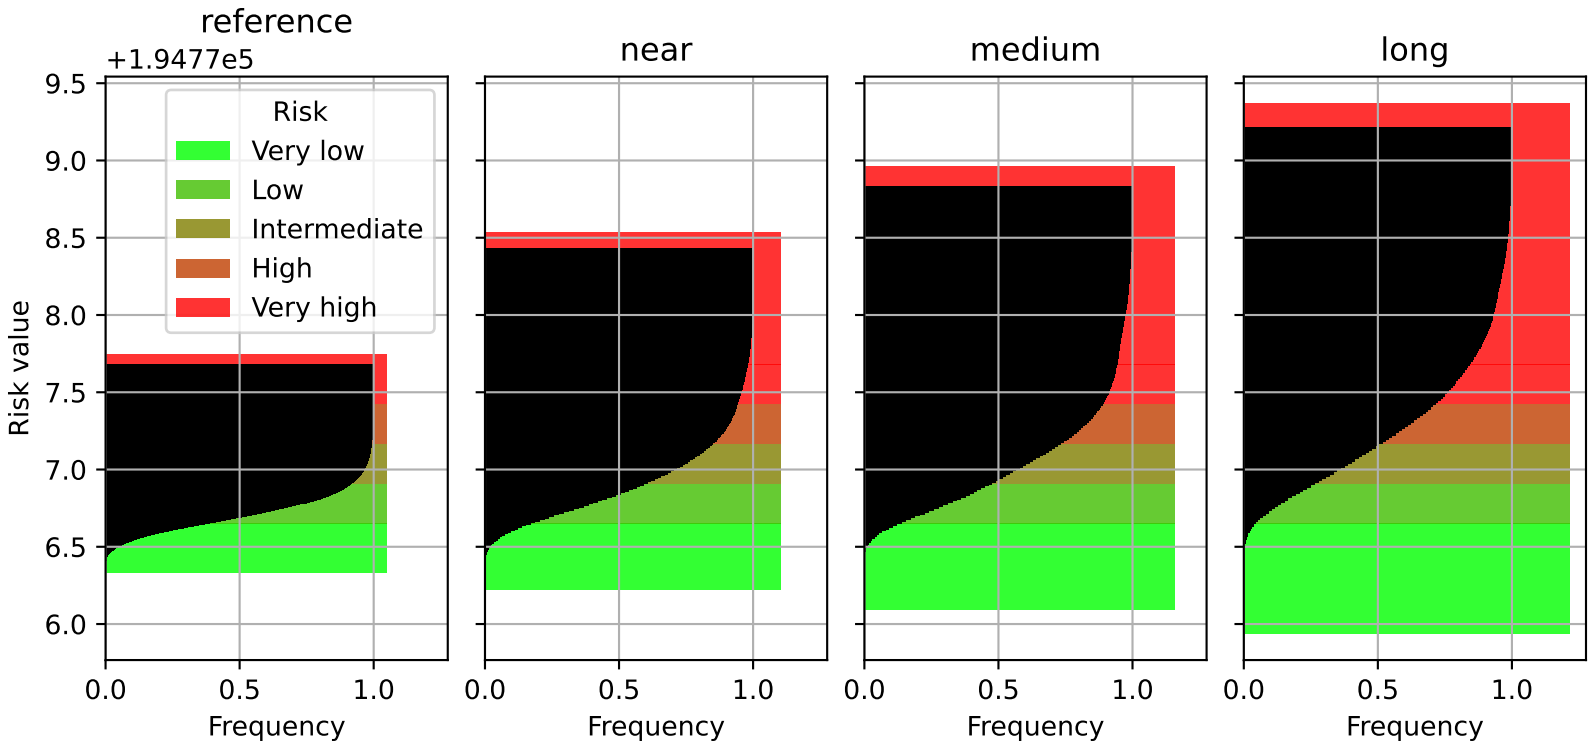 reference
near
medium
long
+1.9477e5
Risk
Very low
Low
Intermediate
High
Very high
Risk value
9.5
9.0
8.5
8.0
7.5
7.0
6.5
6.0
0.0 0.5 1.0
0.0 0.5 1.0
0.0 0.5 1.0
0.0 0.5 1.0
Frequency
Frequency
Frequency
Frequency